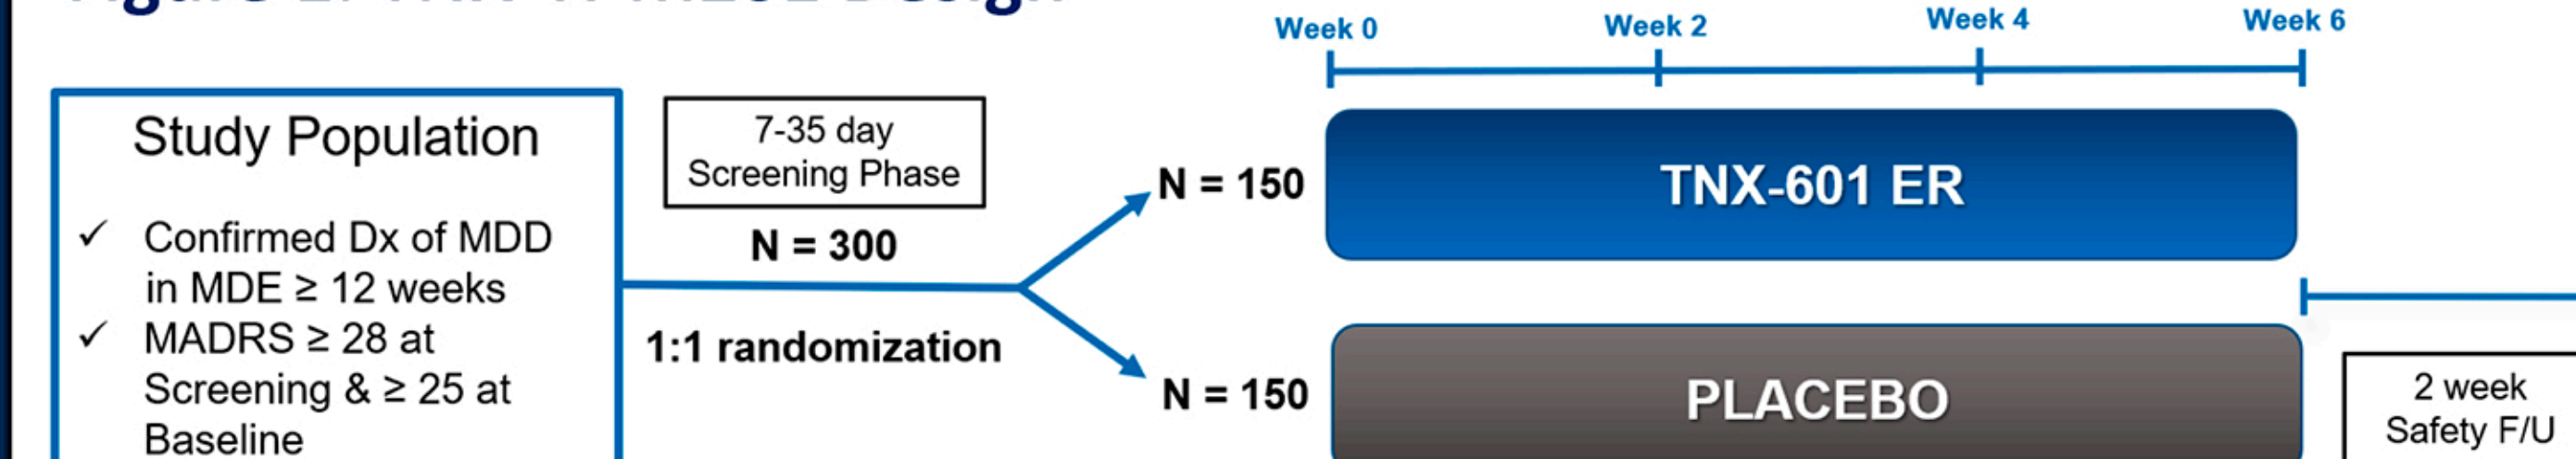 Week 0
Week 2
Week 4
Week 6
Study Population
✓ Confirmed Dx of MDD
in MDE ≥ 12 weeks
✓ MADRS ≥ 28 at
Screening & ≥ 25 at
Baseline
7-35 day
Screening Phase
N = 300
1:1 randomization
N = 150
TNX-601 ER
N = 150
PLACEBO
2 week
Safety F/U